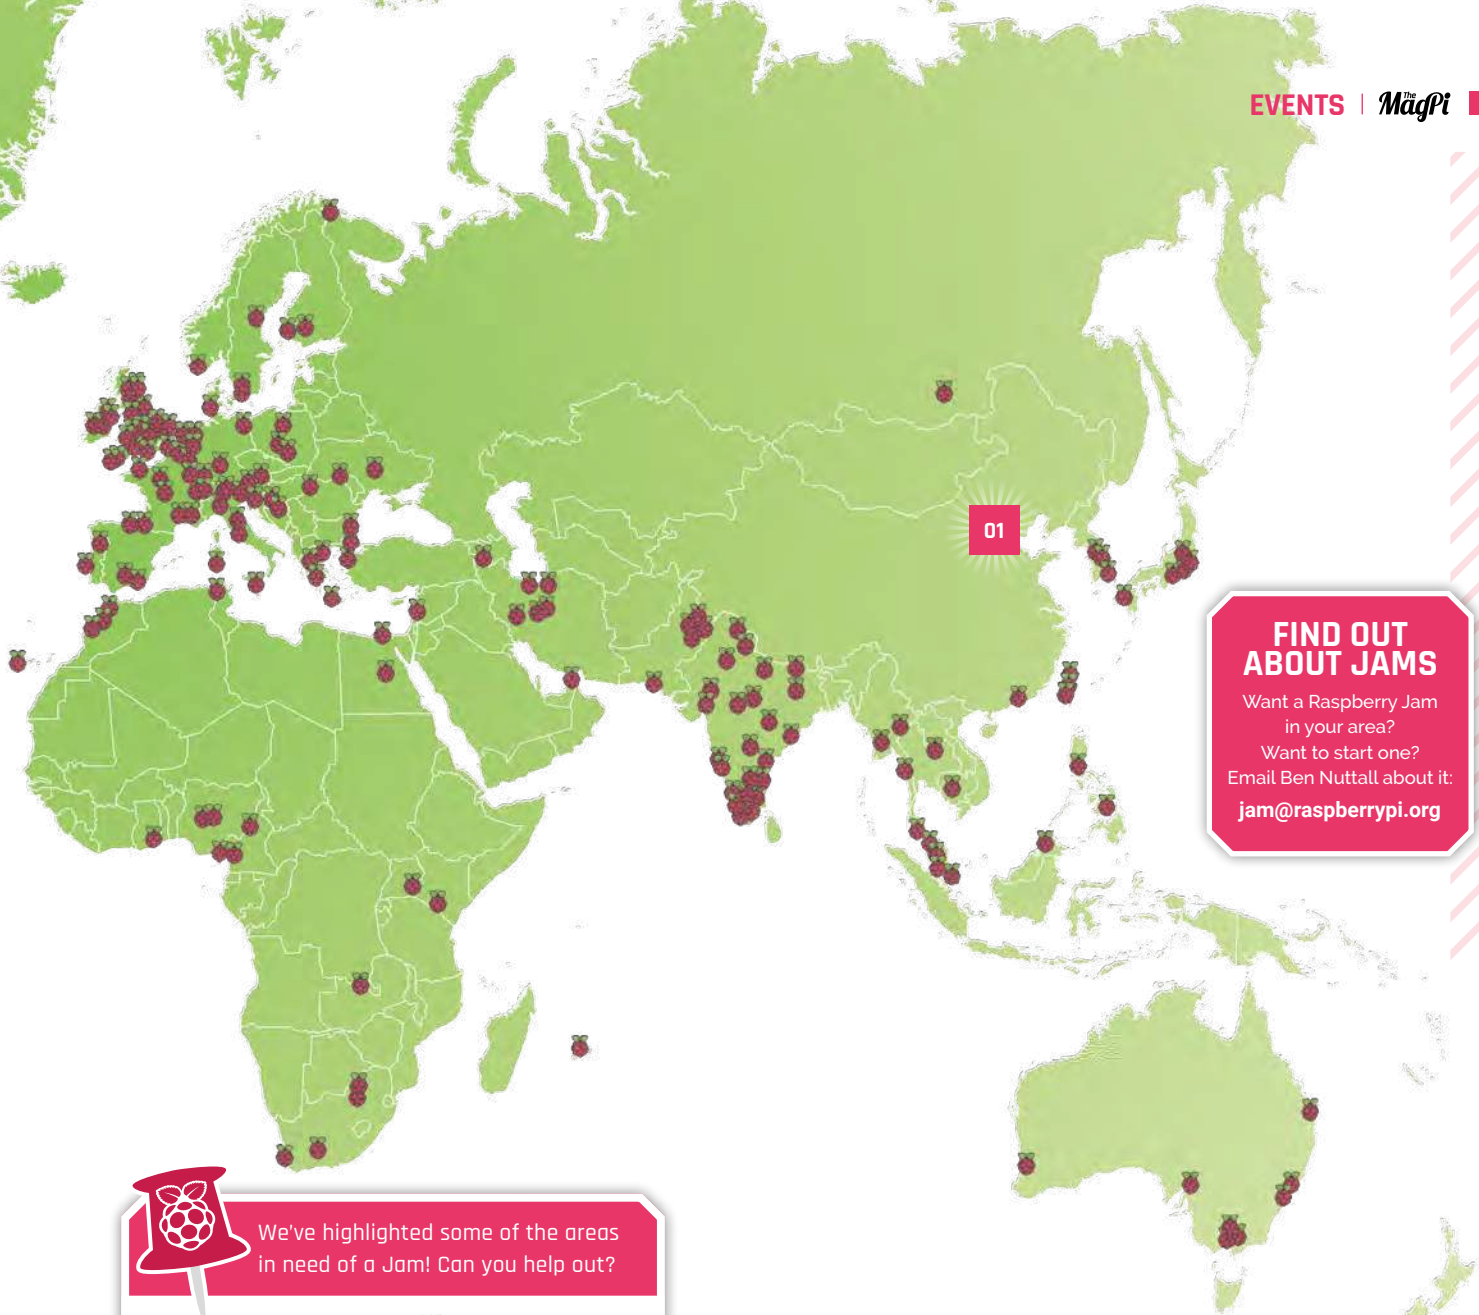 EVENTS | The MagPi
01
FIND OUT
ABOUT JAMS
Want a Raspberry Jam
in your area?
Want to start one?
Email Ben Nuttall about it:
jam@raspberrypi.org
We've highlighted some of the areas
in need of a Jam! Can you help out?